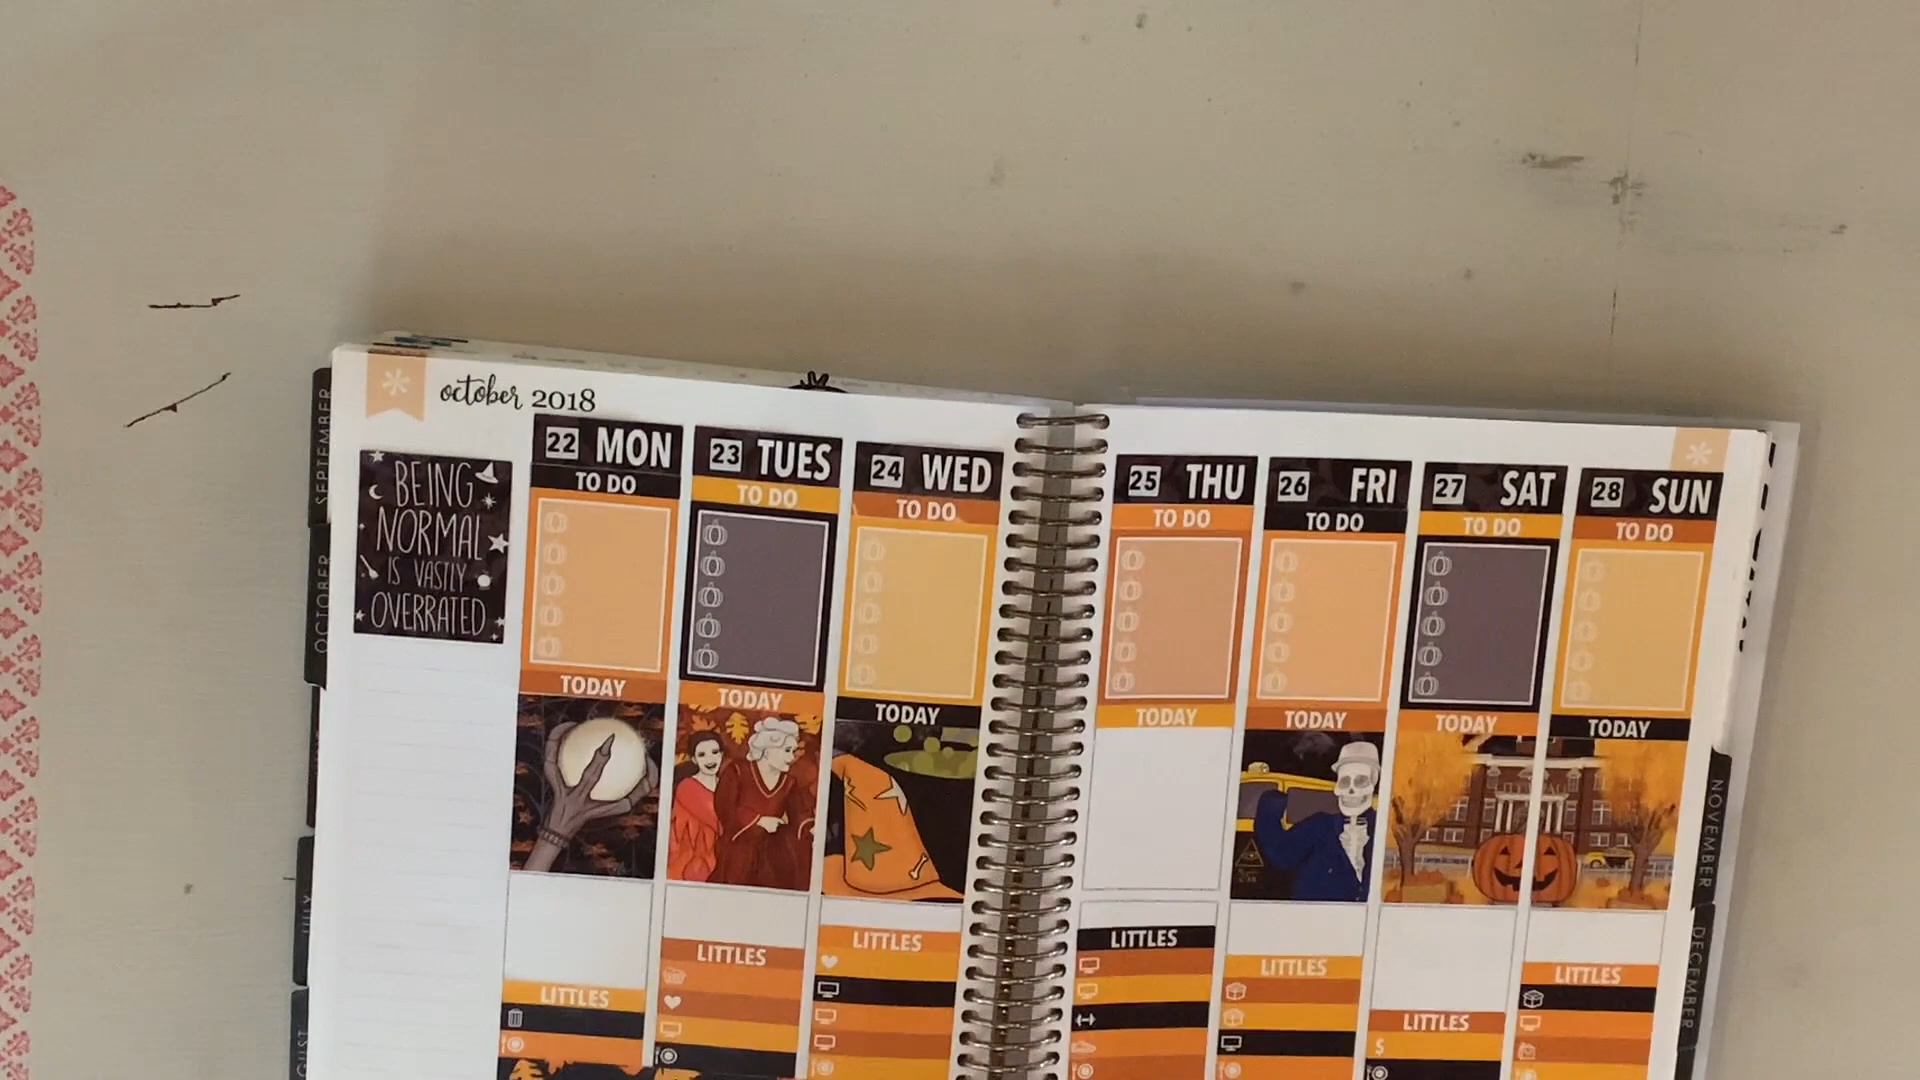 october 2018
SEPTEMBER
OCTOBER
BEING
NORMAL
IS VASTLY
OVERRATED
22 MON
TO DO
TODAY
LITTLES
23 TUES
TO DO
TODAY
LITTLES
24 WED
TO DO
TODAY
LITTLES
25 THU
TO DO
TODAY
LITTLES
26 FRI
TO DO
TODAY
LITTLES
27 SAT
TO DO
TODAY
LITTLES
$
28 SUN
TO DO
TODAY
LITTLES
NOVEMBER
DECEMBER
JULY